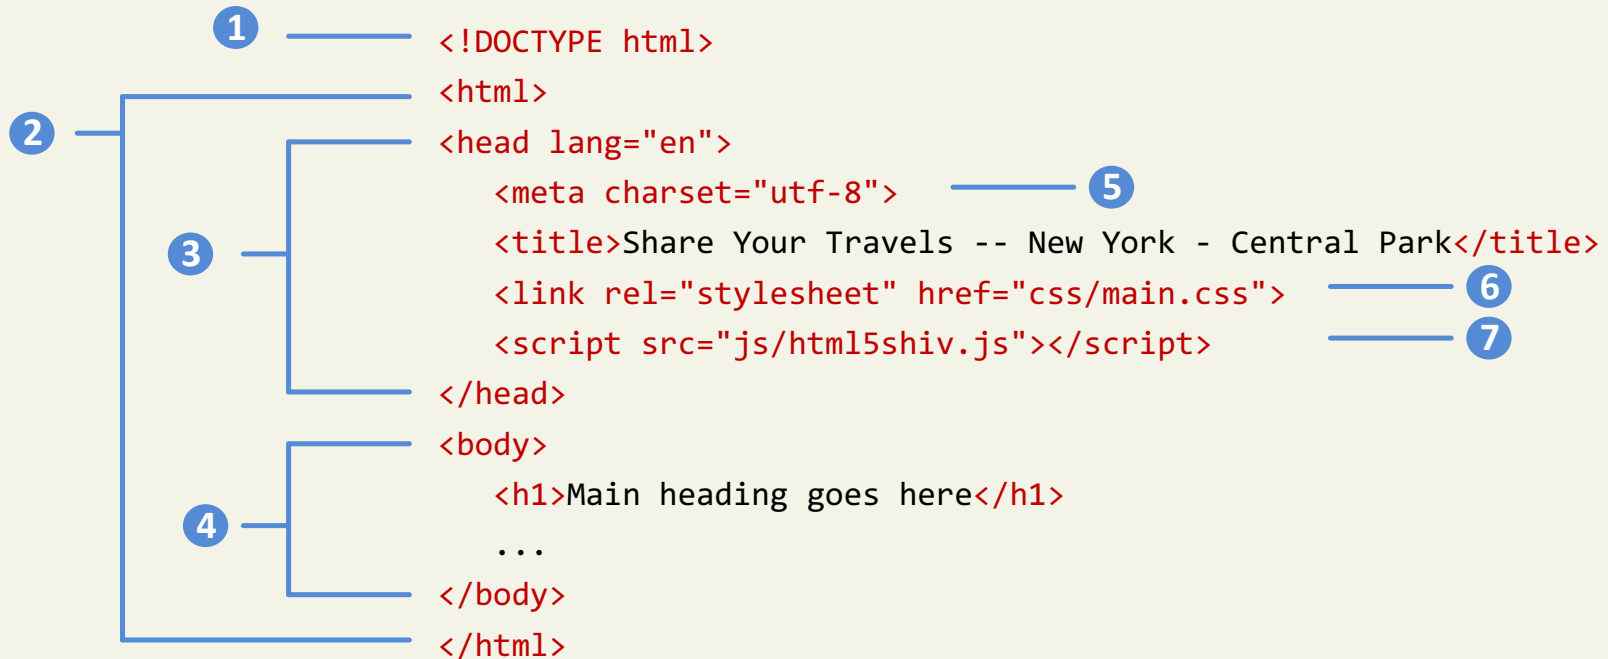 1 <!DOCTYPE html>
<html>
2
<head lang="en">
<meta charset="utf-8"> 5
3 <title>Share Your Travels -- New York - Central Park</title>
<link rel="stylesheet" href="css/main.css"> 6
<script src="js/html5shiv.js"></script> 7
</head>
<body>
<h1>Main heading goes here</h1>
4
...
</body>
</html>